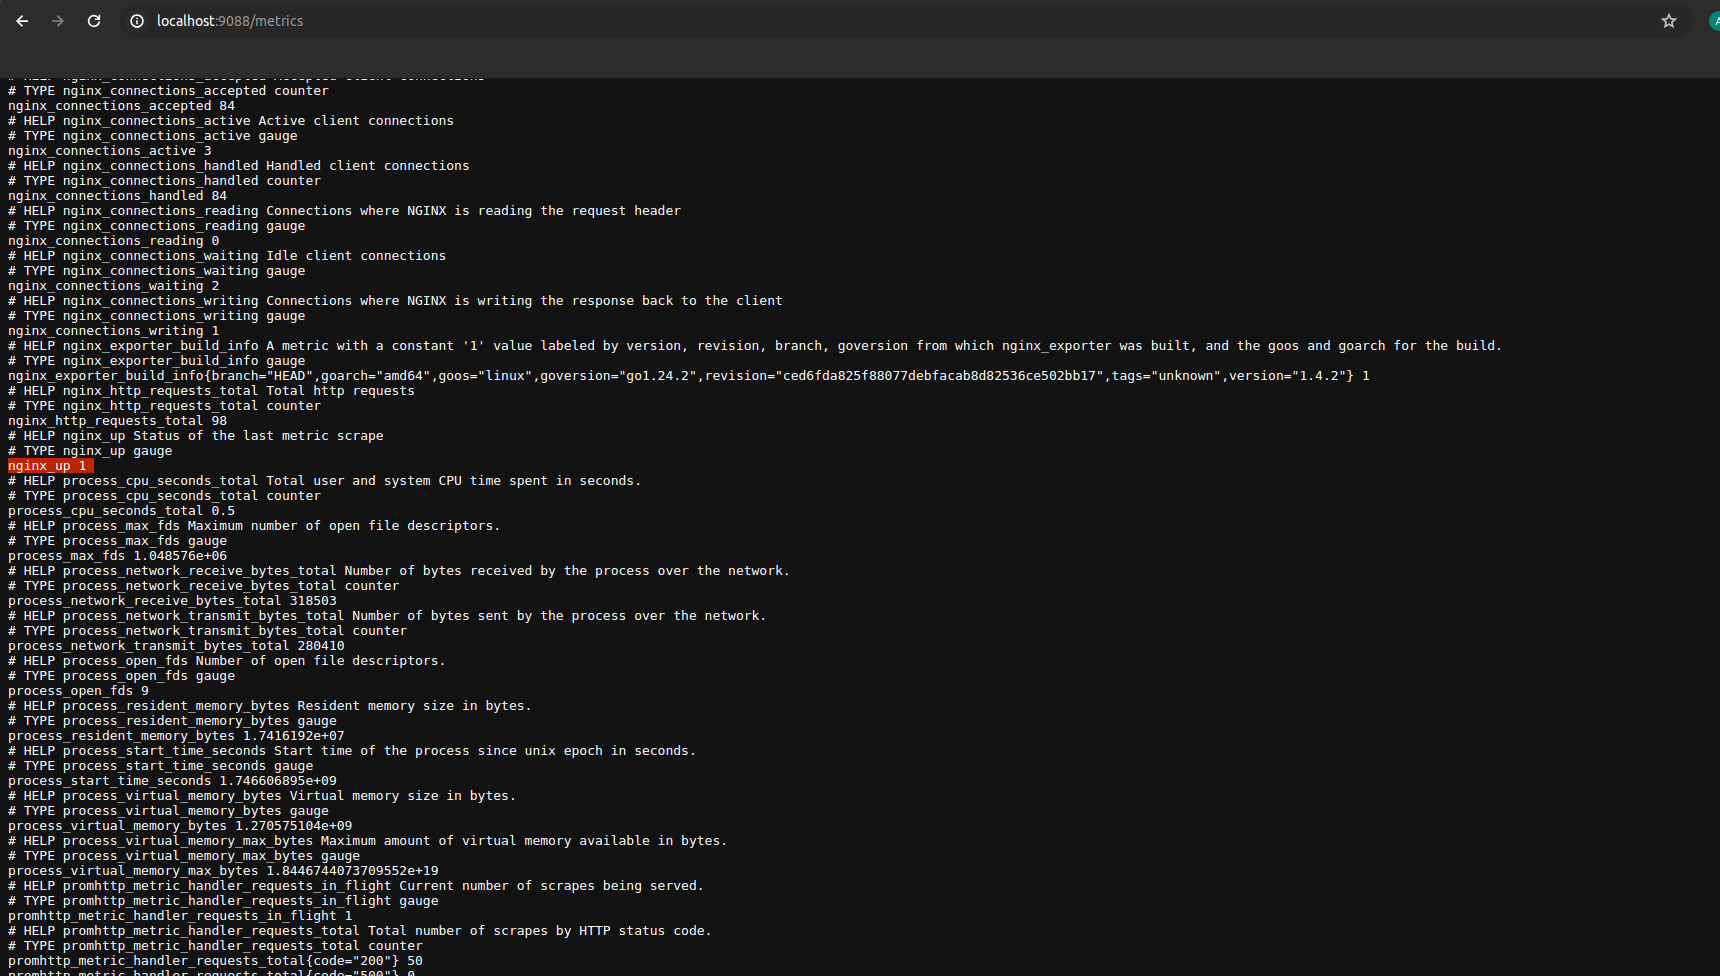 localhost:9088/metrics
A
# HELP nginx_connections_accepted Accepted client connections
# TYPE nginx_connections_accepted counter
nginx_connections_accepted 84
# HELP nginx_connections_active Active client connections
# TYPE nginx_connections_active gauge
nginx_connections_active 3
# HELP nginx_connections_handled Handled client connections
# TYPE nginx_connections_handled counter
nginx_connections_handled 84
# HELP nginx_connections_reading Connections where NGINX is reading the request header
# TYPE nginx_connections_reading gauge
nginx_connections_reading 0
# HELP nginx_connections_waiting Idle client connections
# TYPE nginx_connections_waiting gauge
nginx_connections_waiting 2
# HELP nginx_connections_writing Connections where NGINX is writing the response back to the client
# TYPE nginx_connections_writing gauge
nginx_connections_writing 1
# HELP nginx_exporter_build_info A metric with a constant '1' value labeled by version, revision, branch, goversion from which nginx_exporter was built, and the goos and goarch for the build.
# TYPE nginx_exporter_build_info gauge
nginx_exporter_build_info{branch="HEAD",goarch="amd64",goos="linux",goversion="go1.24.2",revision="ced6fda825f88077debfacab8d82536ce502bb17",tags="unknown",version="1.4.2"} 1
# HELP nginx_http_requests_total Total http requests
# TYPE nginx_http_requests_total counter
nginx_http_requests_total 98
# HELP nginx_up Status of the last metric scrape
# TYPE nginx_up gauge
nginx_up 1
# HELP process_cpu_seconds_total Total user and system CPU time spent in seconds.
# TYPE process_cpu_seconds_total counter
process_cpu_seconds_total 0.5
# HELP process_max_fds Maximum number of open file descriptors.
# TYPE process_max_fds gauge
process_max_fds 1.048576e+06
# HELP process_network_receive_bytes_total Number of bytes received by the process over the network.
# TYPE process_network_receive_bytes_total counter
process_network_receive_bytes_total 318503
# HELP process_network_transmit_bytes_total Number of bytes sent by the process over the network.
# TYPE process_network_transmit_bytes_total counter
process_network_transmit_bytes_total 280410
# HELP process_open_fds Number of open file descriptors.
# TYPE process_open_fds gauge
process_open_fds 9
# HELP process_resident_memory_bytes Resident memory size in bytes.
# TYPE process_resident_memory_bytes gauge
process_resident_memory_bytes 1.7416192e+07
# HELP process_start_time_seconds Start time of the process since unix epoch in seconds.
# TYPE process_start_time_seconds gauge
process_start_time_seconds 1.746606895e+09
# HELP process_virtual_memory_bytes Virtual memory size in bytes.
# TYPE process_virtual_memory_bytes gauge
process_virtual_memory_bytes 1.270575104e+09
# HELP process_virtual_memory_max_bytes Maximum amount of virtual memory available in bytes.
# TYPE process_virtual_memory_max_bytes gauge
process_virtual_memory_max_bytes 1.8446744073709552e+19
# HELP promhttp_metric_handler_requests_in_flight Current number of scrapes being served.
# TYPE promhttp_metric_handler_requests_in_flight gauge
promhttp_metric_handler_requests_in_flight 1
# HELP promhttp_metric_handler_requests_total Total number of scrapes by HTTP status code.
# TYPE promhttp_metric_handler_requests_total counter
promhttp_metric_handler_requests_total{code="200"} 50
promhttp_metric_handler_requests_total{code="500"} 0